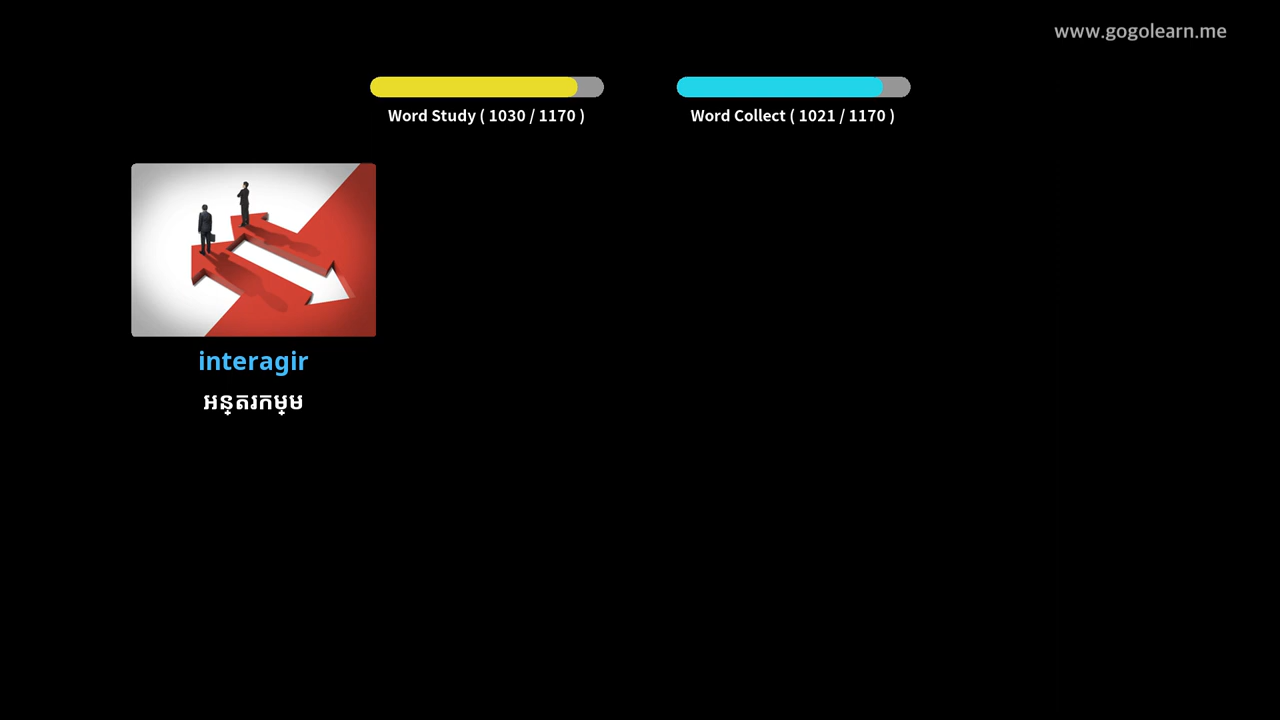 www.gogolearn.me
Word Study ( 1030 / 1170 )
Word Collect ( 1021 / 1170 )
interagir
អន្តរកម្ម